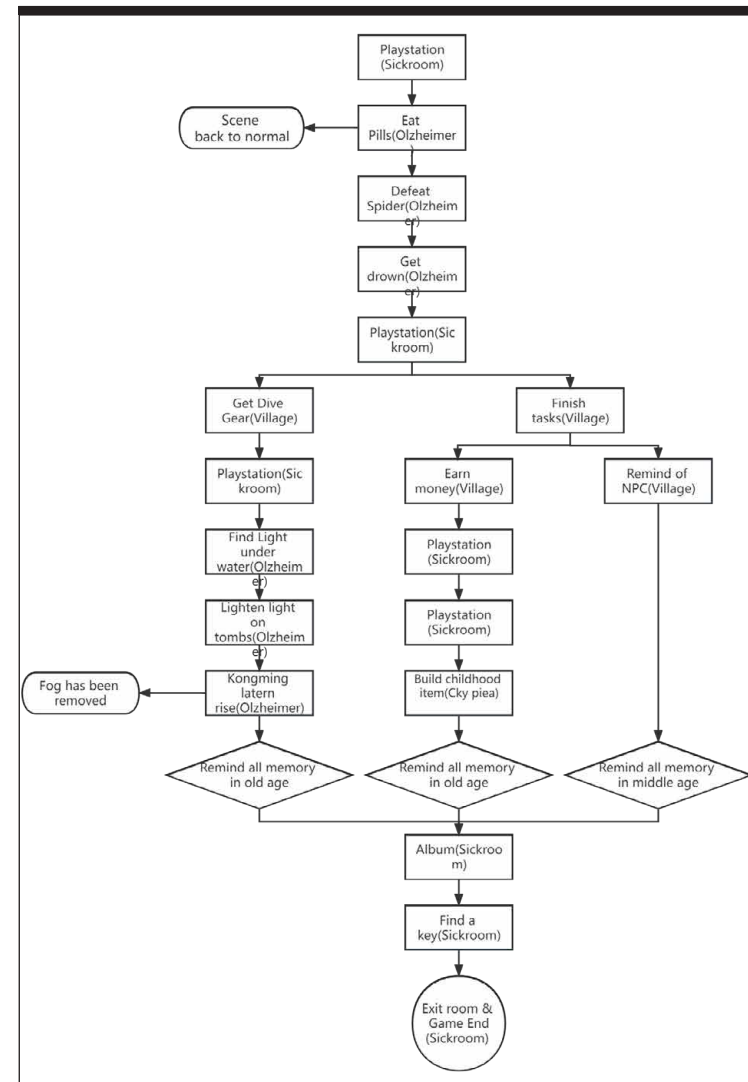 Playstation
(Sickroom)
Scene
back to normal
Eat
Pills(Olzheimer
)
Defeat
Spider(Olzheim
er)
Get
drown(Olzheim
er)
Playstation(Sic
kroom)
Get Dive
Gear(Village)
Finish
tasks(Village)
Playstation(Sic
kroom)
Earn
money(Village)
Remind of
NPC(Village)
Find Light
under
water(Olzheim
er)
Playstation
(Sickroom)
Lighten light
on
tombs(Olzheim
er)
Playstation
(Sickroom)
Fog has been
removed
Kongming
latern
rise(Olzheimer)
Build childhood
item(Cky piea)
Remind all memory
in old age
Remind all memory
in old age
Remind all memory
in middle age
Album(Sickroo
m)
Find a
key(Sickroom)
Exit room &
Game End
(Sickroom)